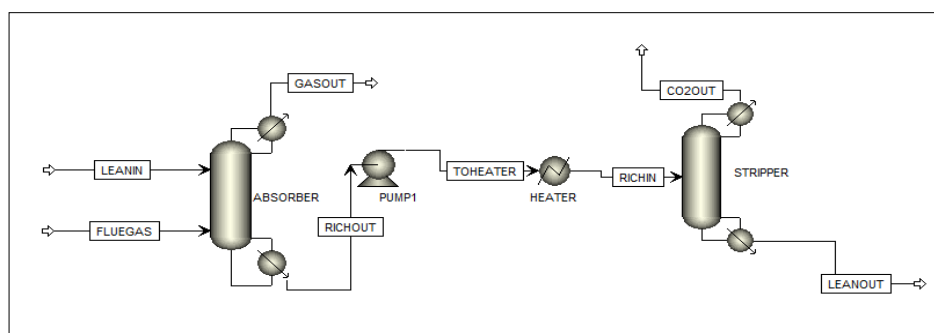 GASOUT
CO2OUT
LEANIN
TOHEATER
RICHIN
STRIPPER
ABSORBER
PUMP1
HEATER
FLUEGAS
RICHOUT
LEANOUT